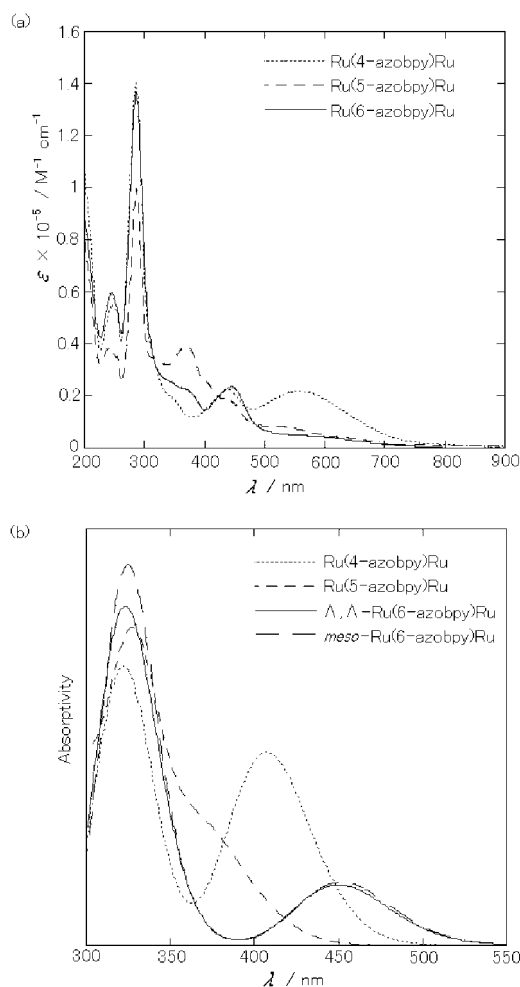 (a)
1.6
1.4
1.2
1
0.8
0.6
0.4
0.2
0
ε × 10⁻⁵ / M⁻¹ cm⁻¹
Ru(4-azobpy)Ru
Ru(5-azobpy)Ru
Ru(6-azobpy)Ru
200 300 400 500 600 700 800 900
λ / nm
(b)
Absorptivity
Ru(4-azobpy)Ru
Ru(5-azobpy)Ru
Λ,Λ-Ru(6-azobpy)Ru
meso-Ru(6-azobpy)Ru
300 350 400 450 500 550
λ / nm